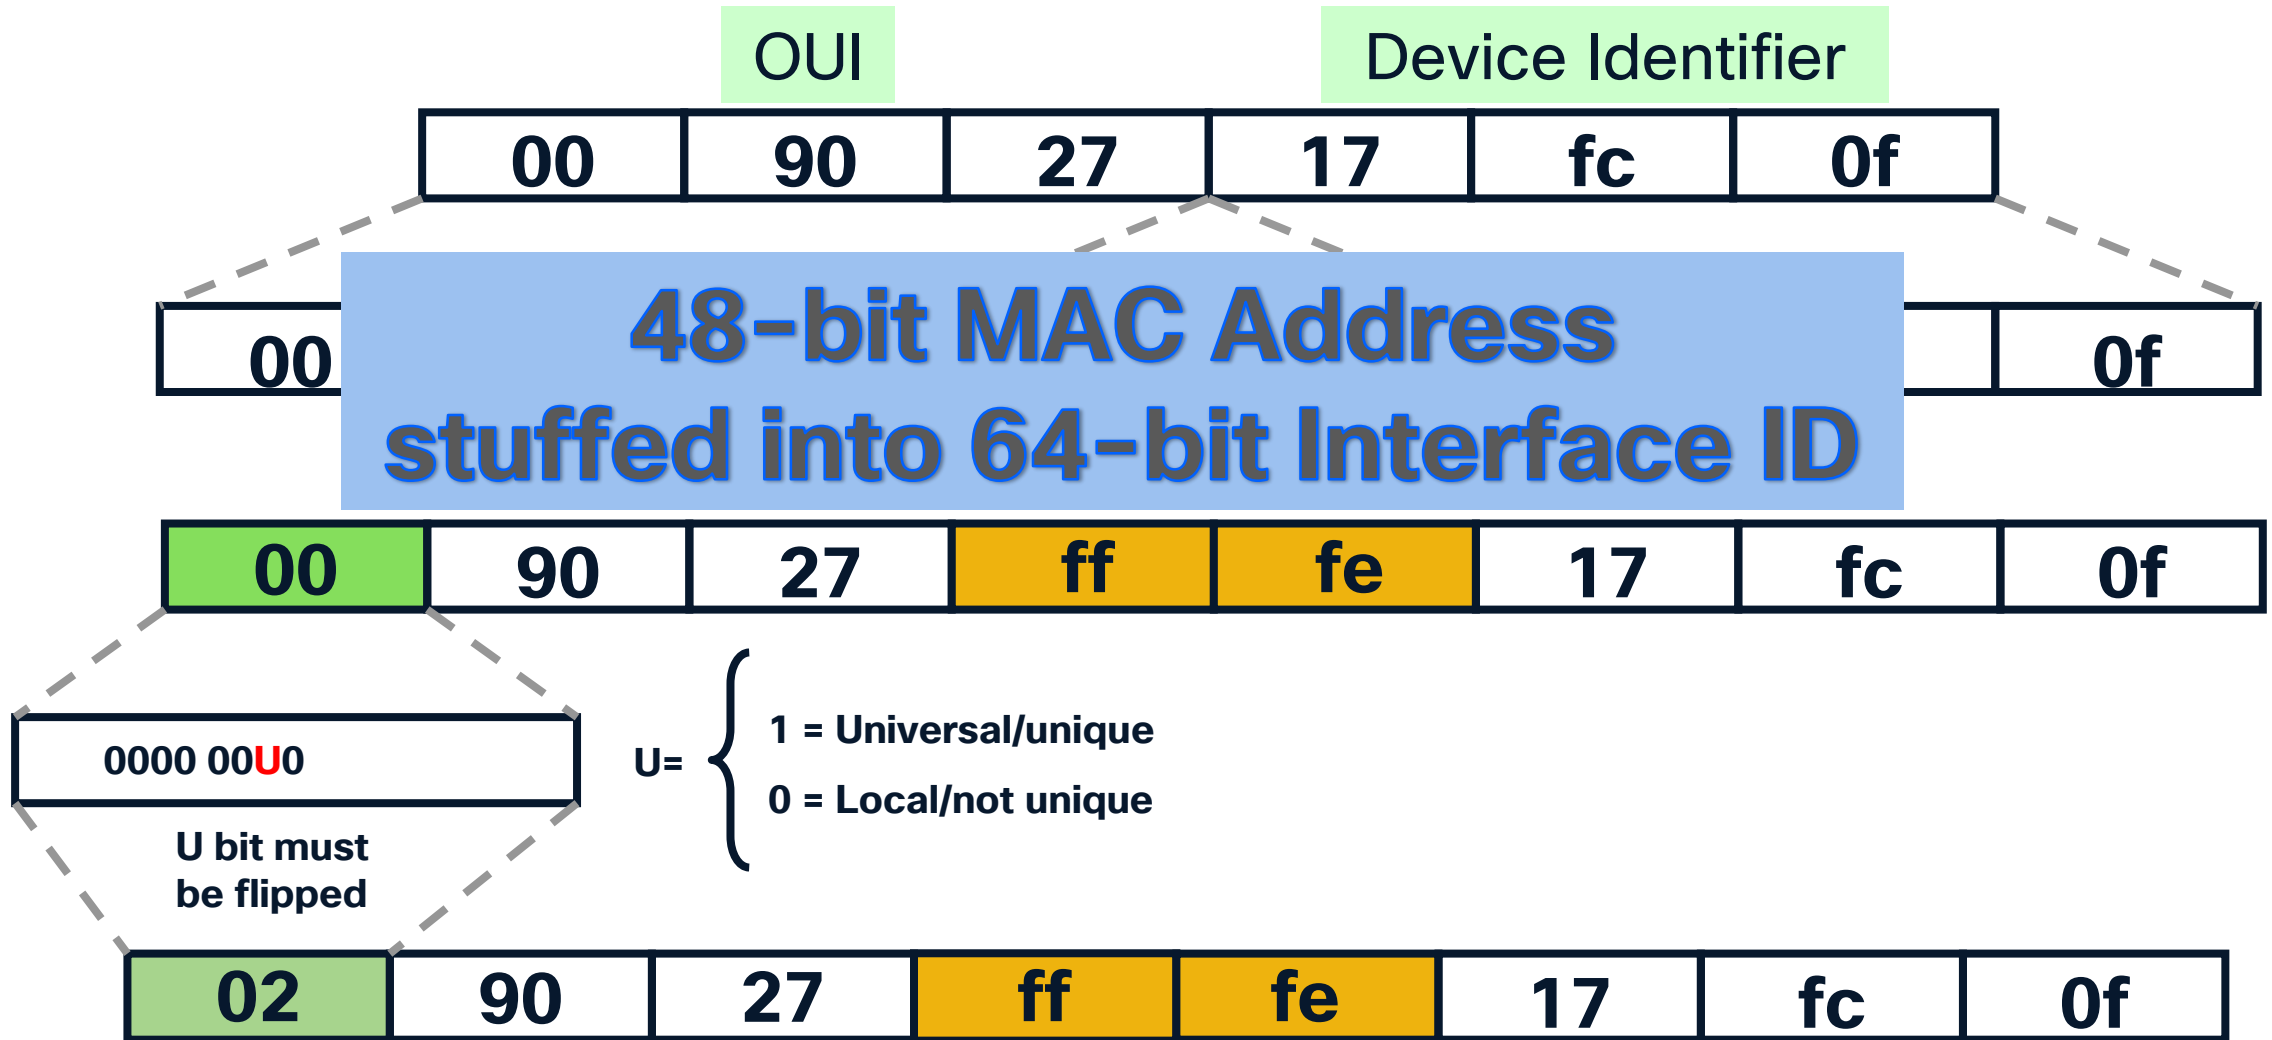 OUI Device Identifier
00 90 27 17 fc 0f
00 0f
48-bit MAC Address
stuffed into 64-bit Interface ID
00 90 27 ff fe 17 fc 0f
1 = Universal/unique
0000 00U0 U=
0 = Local/not unique
U bit must
be flipped
02 90 27 ff fe 17 fc 0f